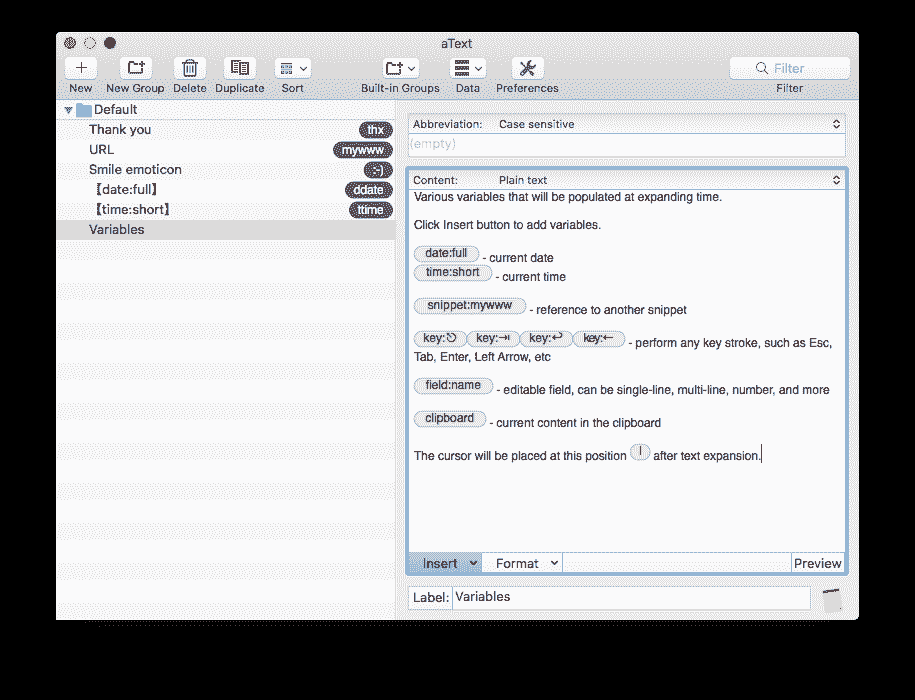 aText
New New Group Delete Duplicate Sort Built-in Groups Data Preferences Filter
Filter
Default
Thank you thx
URL mywww
Smile emoticon :-)
【date:full】 ddate
【time:short】 ttime
Variables
Abbreviation: Case sensitive
(empty)
Content: Plain text
Various variables that will be populated at expanding time.
Click Insert button to add variables.
date:full - current date
time:short - current time
snippet:mywww - reference to another snippet
key:⎋ key:⇥ key:↩ key:← - perform any key stroke, such as Esc,
Tab, Enter, Left Arrow, etc
field:name - editable field, can be single-line, multi-line, number, and more
clipboard - current content in the clipboard
The cursor will be placed at this position | after text expansion.
Insert Format Preview
Label: Variables